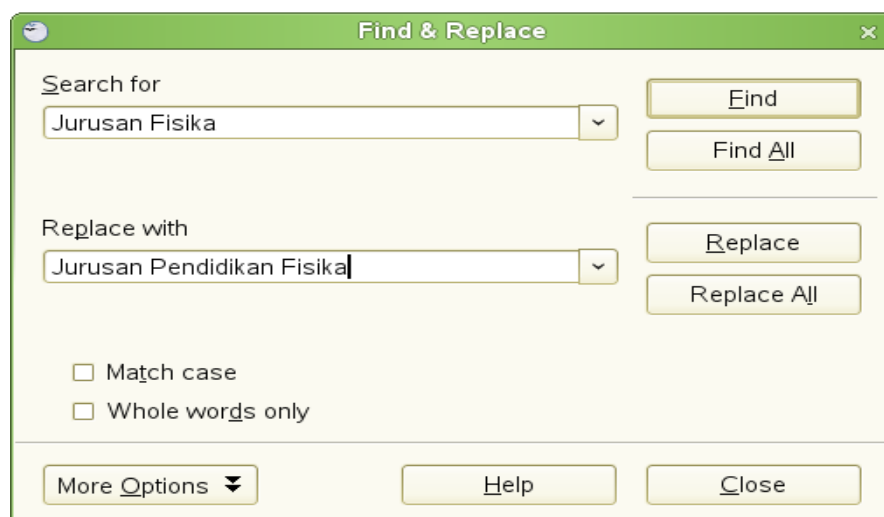 Find & Replace
Search for
Jurusan Fisika
Find
Find All
Replace with
Jurusan Pendidikan Fisika
Replace
Replace All
Match case
Whole words only
More Options
Help
Close